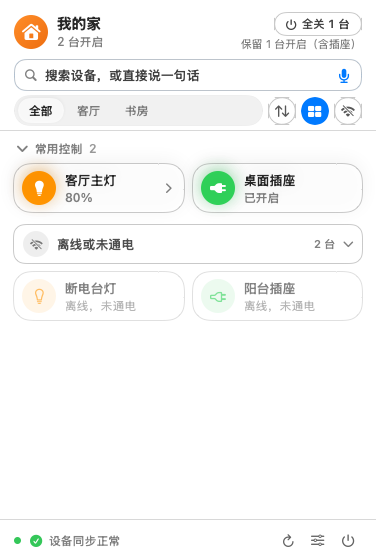 我的家
2 台开启
全关 1 台
保留 1 台开启（含插座）
搜索设备，或直接说一句话
全部 客厅 书房
常用控制 2
客厅主灯
80%
桌面插座
已开启
离线或未通电
2 台
断电台灯
离线，未通电
阳台插座
离线，未通电
设备同步正常